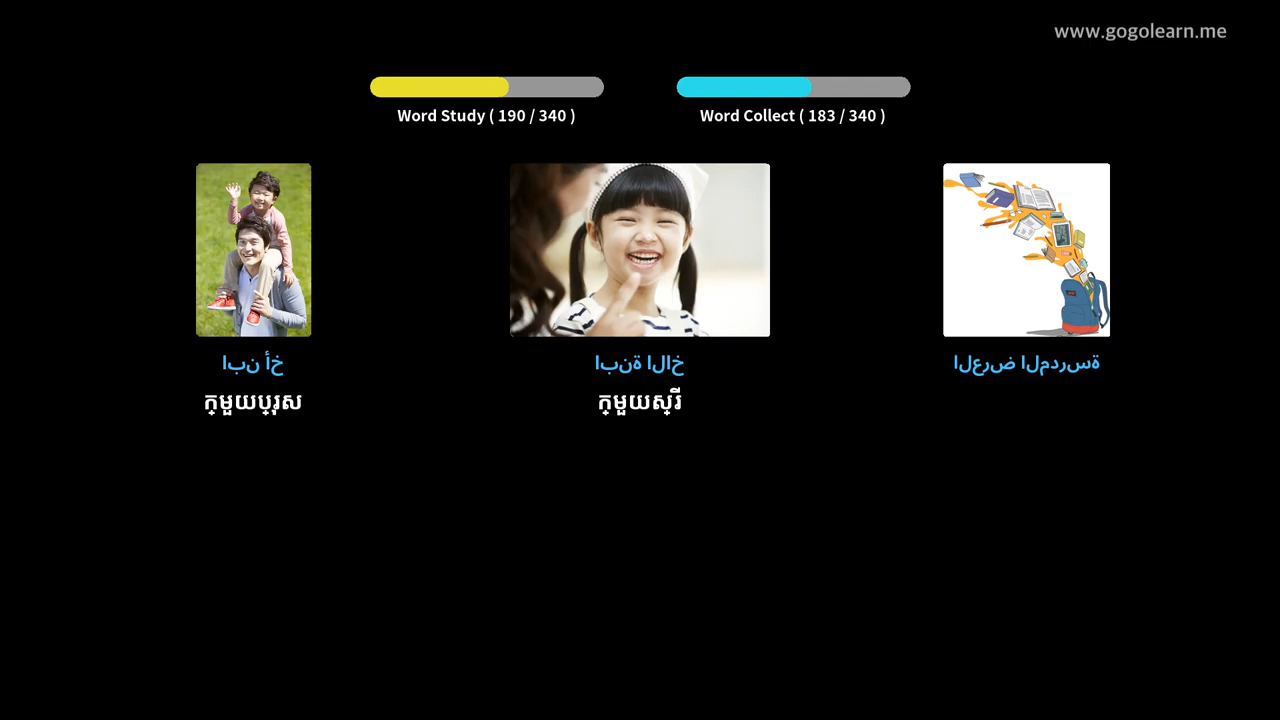 www.gogolearn.me
Word Study ( 190 / 340 )
Word Collect ( 183 / 340 )
ابن أخ
ابنة الاخ
العرض المدرسة
ក្មួយប្រុស
ក្មួយស្រី